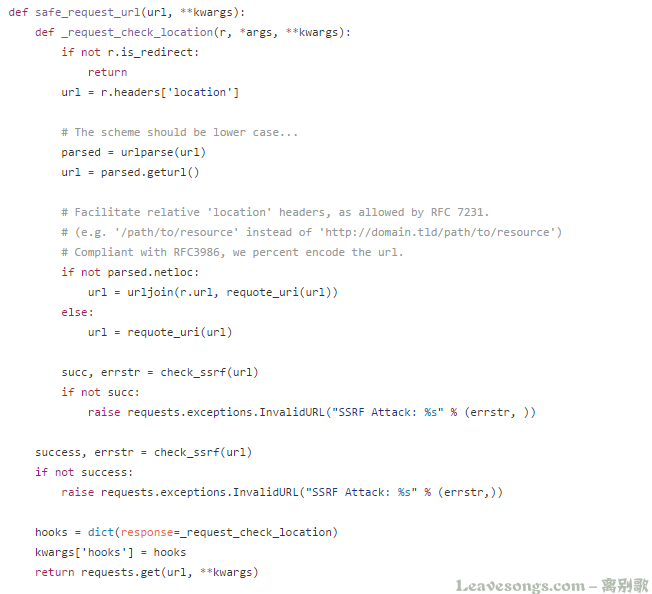 def safe_request_url(url, **kwargs):
    def _request_check_location(r, *args, **kwargs):
        if not r.is_redirect:
            return
        url = r.headers['location']

        # The scheme should be lower case...
        parsed = urlparse(url)
        url = parsed.geturl()

        # Facilitate relative 'location' headers, as allowed by RFC 7231.
        # (e.g. '/path/to/resource' instead of 'http://domain.tld/path/to/resource')
        # Compliant with RFC3986, we percent encode the url.
        if not parsed.netloc:
            url = urljoin(r.url, requote_uri(url))
        else:
            url = requote_uri(url)

        succ, errstr = check_ssrf(url)
        if not succ:
            raise requests.exceptions.InvalidURL("SSRF Attack: %s" % (errstr, ))

    success, errstr = check_ssrf(url)
    if not success:
        raise requests.exceptions.InvalidURL("SSRF Attack: %s" % (errstr,))

    hooks = dict(response=_request_check_location)
    kwargs['hooks'] = hooks
    return requests.get(url, **kwargs)
Leavesongs.com – 离别歌